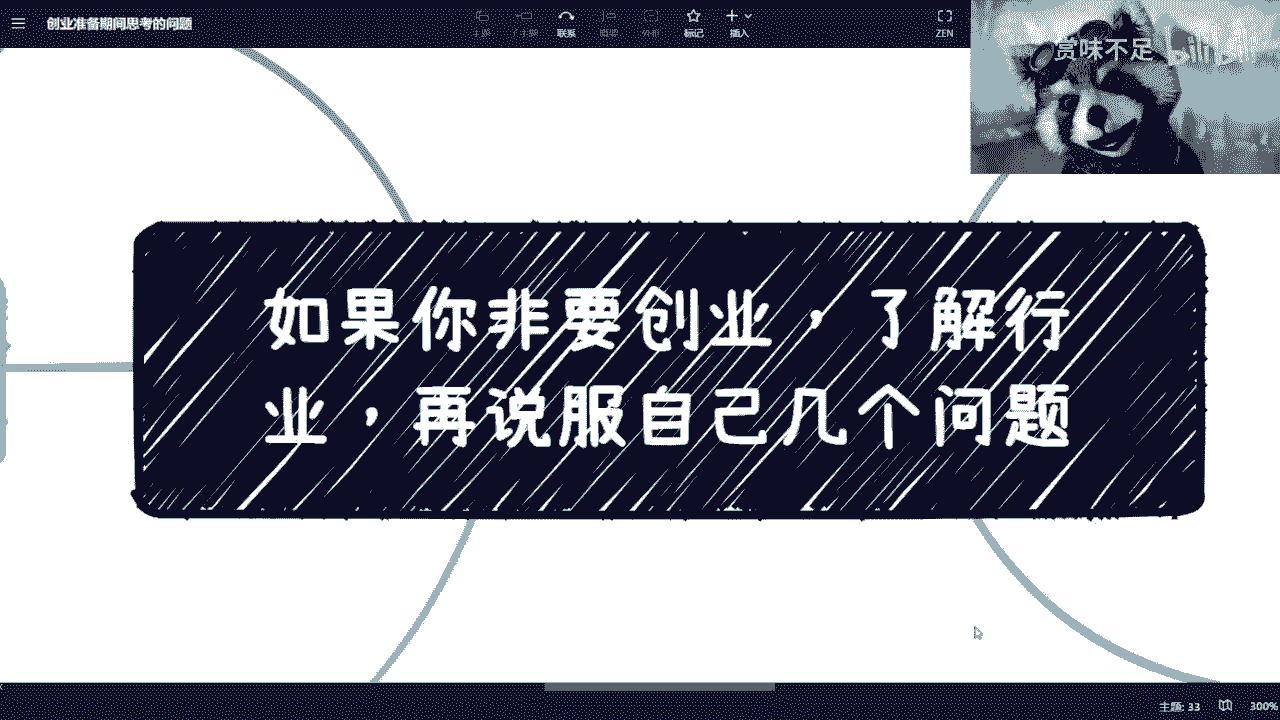 创业准备期间思考的问题
主题
子主题
联系
概要
外框
标记
插入
ZEN
赏味不足
bilibili
如果你非要创业，了解行
业，再说服自己几个问题
主题: 33
300%